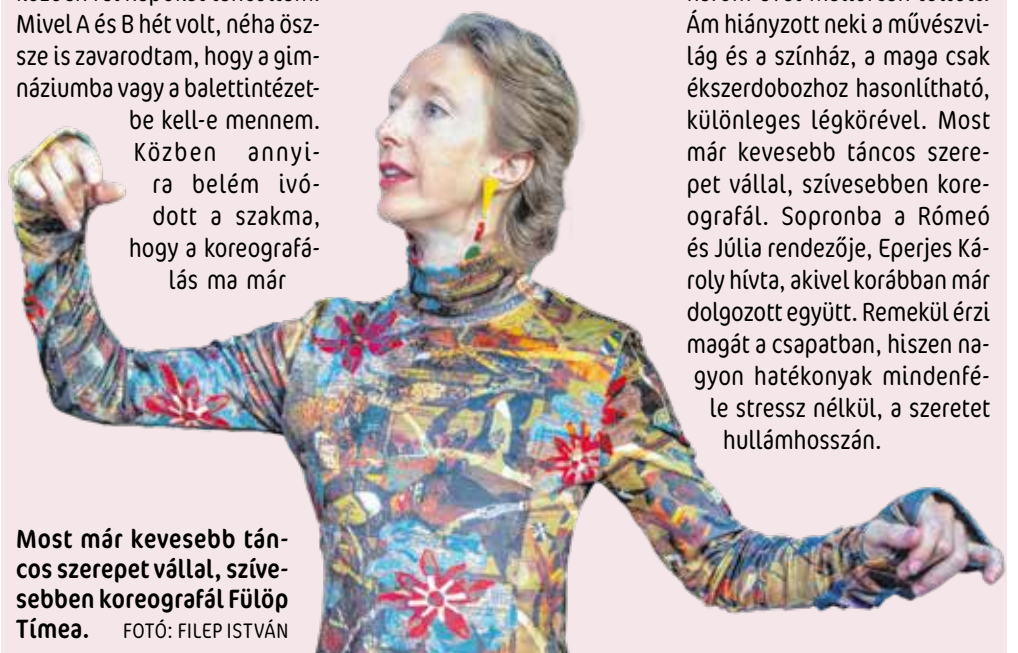 Mivel A és B hét volt, néha ösz-
sze is zavarodtam, hogy a gim-
náziumba vagy a balettintézet-
be kell-e mennem.
Közben annyi-
ra belém ivó-
dott a szakma,
hogy a koreografá-
lás ma már
Most már kevesebb tán-
cos szerepet vállal, szíve-
sebben koreografál Fülöp
Tímea. FOTÓ: FILEP ISTVÁN
Ám hiányzott neki a művészvi-
lág és a színház, a maga csak
ékszerdobozhoz hasonlítható,
különleges légkörével. Most
már kevesebb táncos szere-
pet vállal, szívesebben kore-
ografál. Sopronba a Rómeó
és Júlia rendezője, Eperjes Ká-
roly hívta, akivel korábban már
dolgozott együtt. Remekül érzi
magát a csapatban, hiszen na-
gyon hatékonyak mindenfé-
le stressz nélkül, a szeretet
hullámhosszán.